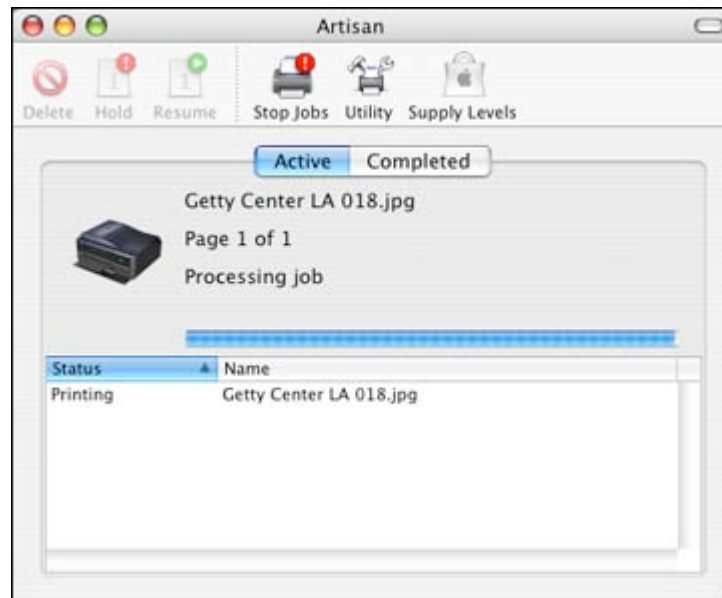 Artisan
Delete Hold Resume Stop Jobs Utility Supply Levels
Active Completed
Getty Center LA 018.jpg
Page 1 of 1
Processing job
Status Name
Printing Getty Center LA 018.jpg